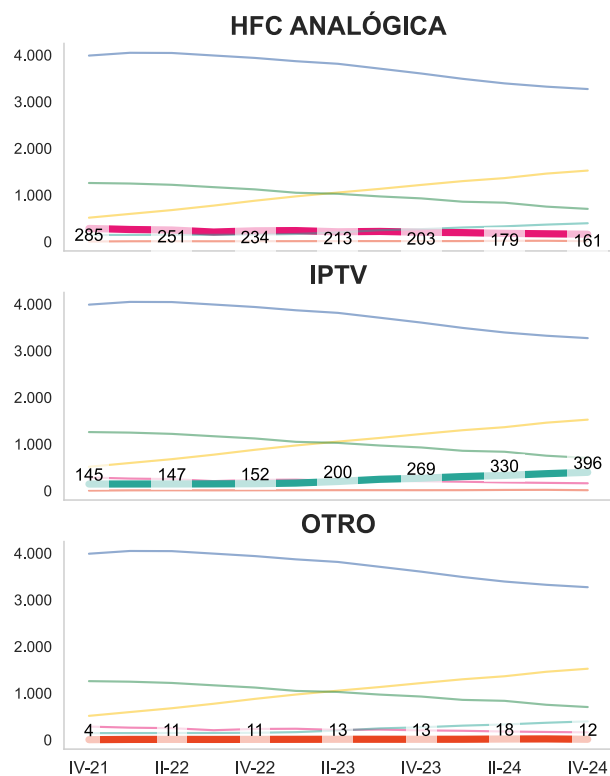 HFC ANALÓGICA
4.000
3.000
2.000
1.000
0
285 251 234 213 203 179 161
IPTV
4.000
3.000
2.000
1.000
0
145 147 152 200 269 330 396
OTRO
4.000
3.000
2.000
1.000
0
4 11 11 13 13 18 12
IV-21 II-22 IV-22 II-23 IV-23 II-24 IV-24